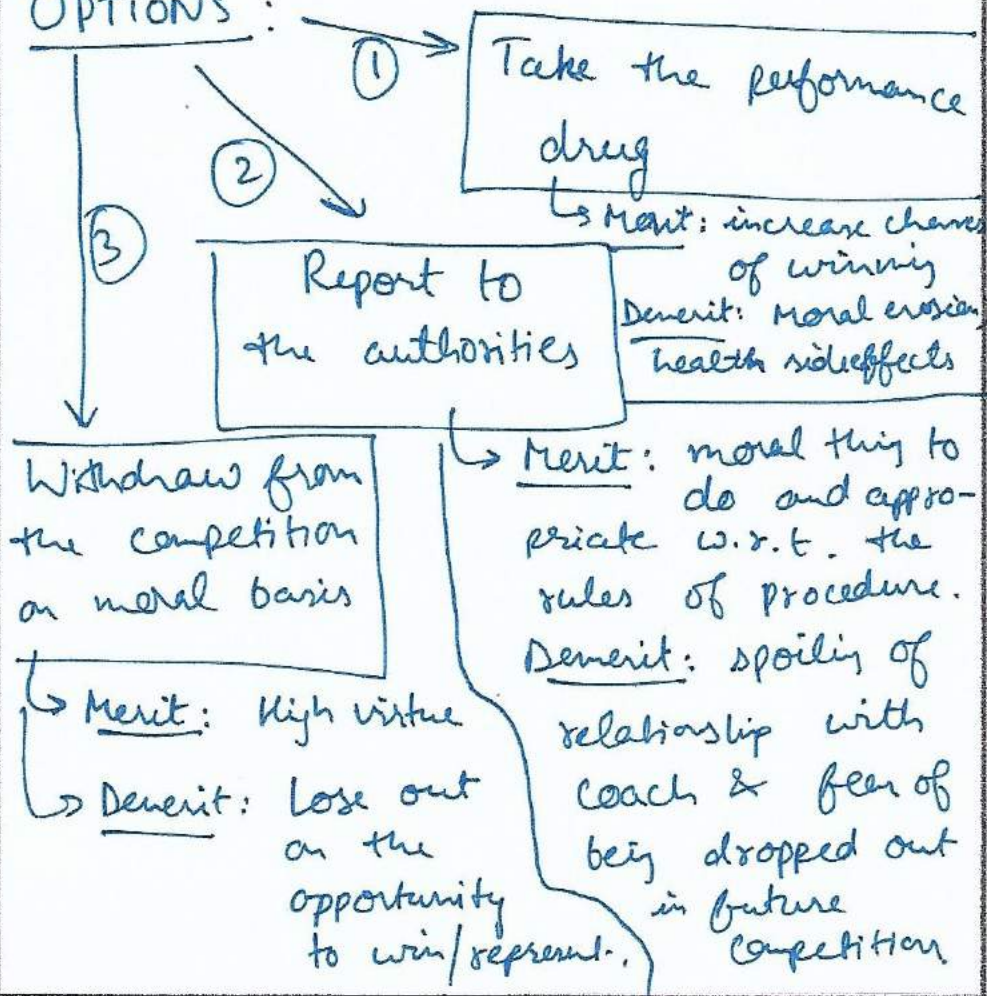 OPTIONS :
①
Take the performance
drug
Merit: increase chances
of winning
Demerit: Moral erosion,
health sideeffects
②
Report to
the authorities
Merit: moral thing to
do and appro-
priate w.r.t. the
rules of procedure.
Demerit: spoiling of
relationship with
coach & fear of
being dropped out
in future
competition.
③
Withdraw from
the competition
on moral basis
Merit: High virtue
Demerit: Lose out
on the
opportunity
to win/represent.